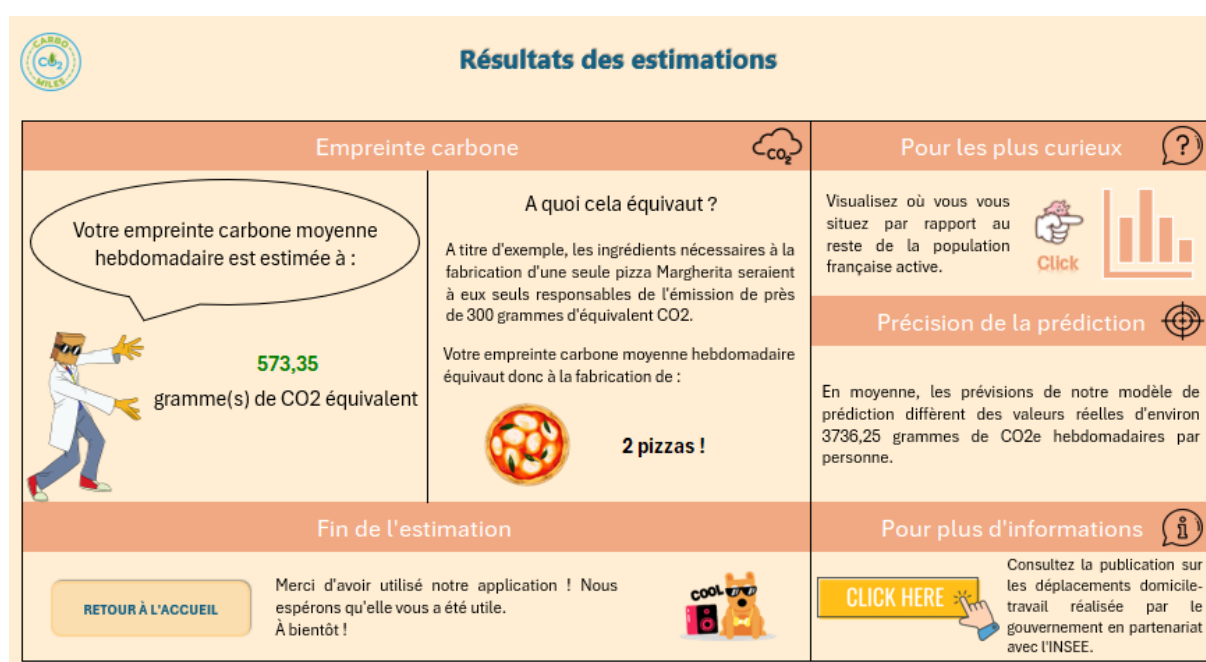 CARBO
CO2
MILES
Résultats des estimations
Empreinte carbone
CO2
Votre empreinte carbone moyenne
hebdomadaire est estimée à :
573,35
gramme(s) de CO2 équivalent
A quoi cela équivaut ?
A titre d'exemple, les ingrédients nécessaires à la
fabrication d'une seule pizza Margherita seraient
à eux seuls responsables de l'émission de près
de 300 grammes d'équivalent CO2.
Votre empreinte carbone moyenne hebdomadaire
équivaut donc à la fabrication de :
2 pizzas !
Pour les plus curieux
?
Visualisez où vous vous
situez par rapport au
reste de la population
française active.
Click
Précision de la prédiction
En moyenne, les prévisions de notre modèle de
prédiction diffèrent des valeurs réelles d'environ
3736,25 grammes de CO2e hebdomadaires par
personne.
Fin de l'estimation
RETOUR À L'ACCUEIL
Merci d'avoir utilisé notre application ! Nous
espérons qu'elle vous a été utile.
À bientôt !
COOL
Pour plus d'informations
i
CLICK HERE
Consultez la publication sur
les déplacements domicile-
travail réalisée par le
gouvernement en partenariat
avec l'INSEE.